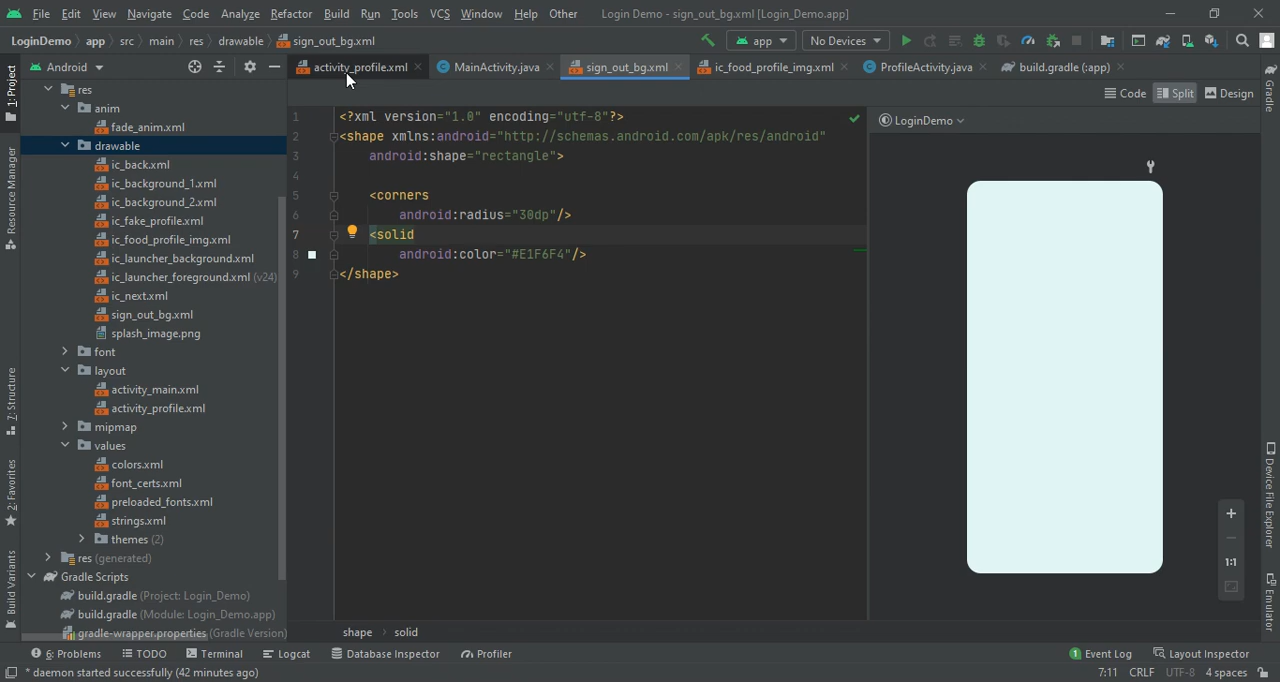 File Edit View Navigate Code Analyze Refactor Build Run Tools VCS Window Help Other Login Demo - sign_out_bg.xml [Login_Demo.app]
LoginDemo app src main res drawable sign_out_bg.xml app No Devices
1: Project
Resource Manager
7: Structure
2: Favorites
Build Variants
Android
res
anim
fade_anim.xml
drawable
ic_back.xml
ic_background_1.xml
ic_background_2.xml
ic_fake_profile.xml
ic_food_profile_img.xml
ic_launcher_background.xml
ic_launcher_foreground.xml (v24)
ic_next.xml
sign_out_bg.xml
splash_image.png
font
layout
activity_main.xml
activity_profile.xml
mipmap
values
colors.xml
font_certs.xml
preloaded_fonts.xml
strings.xml
themes (2)
res (generated)
Gradle Scripts
build.gradle (Project: Login_Demo)
build.gradle (Module: Login_Demo.app)
gradle-wrapper.properties (Gradle Version)
activity_profile.xml MainActivity.java sign_out_bg.xml ic_food_profile_img.xml ProfileActivity.java build.gradle (:app)
Code Split Design
1 <?xml version="1.0" encoding="utf-8"?>
2 <shape xmlns:android="http://schemas.android.com/apk/res/android"
3 android:shape="rectangle">
4
5 <corners
6 android:radius="30dp"/>
7 <solid
8 android:color="#E1F6F4"/>
9 </shape>
shape solid
LoginDemo
1:1
Gradle
Device File Explorer
Emulator
6: Problems TODO Terminal Logcat Database Inspector Profiler 1 Event Log Layout Inspector
* daemon started successfully (42 minutes ago) 7:11 CRLF UTF-8 4 spaces